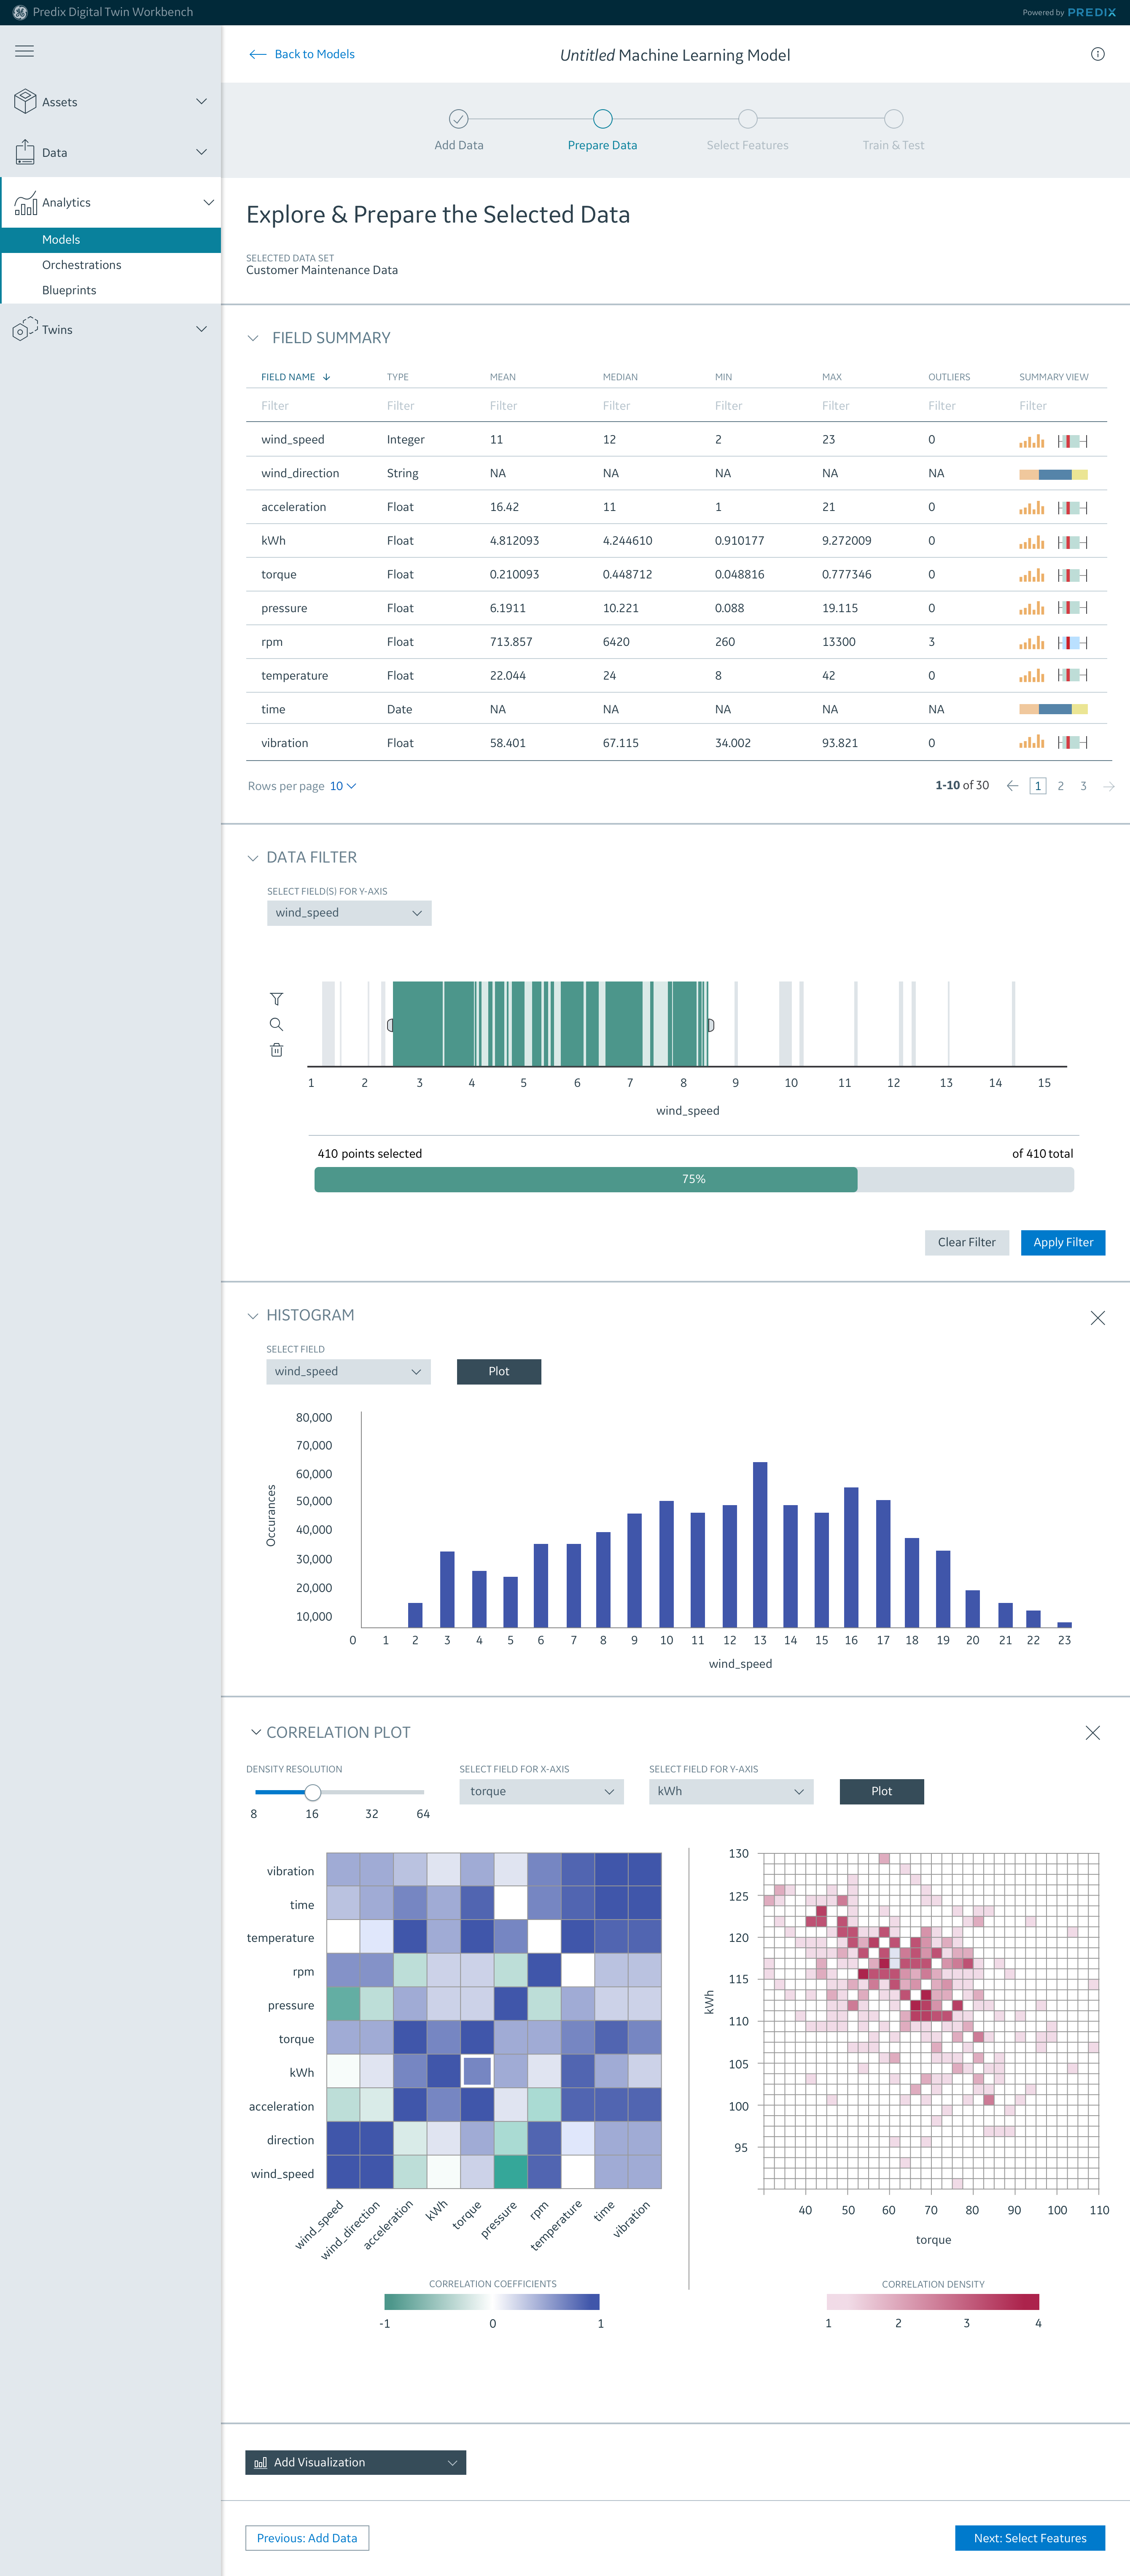 Predix Digital Twin Workbench
Powered by PREDIX
Back to Models
Untitled Machine Learning Model
Assets
Data
Analytics
Models
Orchestrations
Blueprints
Twins
Add Data
Prepare Data
Select Features
Train & Test
Explore & Prepare the Selected Data
SELECTED DATA SET
Customer Maintenance Data
FIELD SUMMARY
FIELD NAME TYPE MEAN MEDIAN MIN MAX OUTLIERS SUMMARY VIEW
Filter Filter Filter Filter Filter Filter Filter Filter
wind_speed Integer 11 12 2 23 0
wind_direction String NA NA NA NA NA
acceleration Float 16.42 11 1 21 0
kWh Float 4.812093 4.244610 0.910177 9.272009 0
torque Float 0.210093 0.448712 0.048816 0.777346 0
pressure Float 6.1911 10.221 0.088 19.115 0
rpm Float 713.857 6420 260 13300 3
temperature Float 22.044 24 8 42 0
time Date NA NA NA NA NA
vibration Float 58.401 67.115 34.002 93.821 0
Rows per page 10
1-10 of 30 1 2 3
DATA FILTER
SELECT FIELD(S) FOR Y-AXIS
wind_speed
1 2 3 4 5 6 7 8 9 10 11 12 13 14 15
wind_speed
410 points selected
of 410 total
75%
Clear Filter
Apply Filter
HISTOGRAM
SELECT FIELD
wind_speed
Plot
80,000
70,000
60,000
50,000
40,000
30,000
20,000
10,000
Occurances
0 1 2 3 4 5 6 7 8 9 10 11 12 13 14 15 16 17 18 19 20 21 22 23
wind_speed
CORRELATION PLOT
DENSITY RESOLUTION
8 16 32 64
SELECT FIELD FOR X-AXIS
torque
SELECT FIELD FOR Y-AXIS
kWh
Plot
vibration
time
temperature
rpm
pressure
torque
kWh
acceleration
direction
wind_speed
wind_speed
wind_direction
acceleration
kWh
torque
pressure
rpm
temperature
time
vibration
CORRELATION COEFFICIENTS
-1 0 1
130
125
120
115
110
105
100
95
kWh
40 50 60 70 80 90 100 110
torque
CORRELATION DENSITY
1 2 3 4
Add Visualization
Previous: Add Data
Next: Select Features